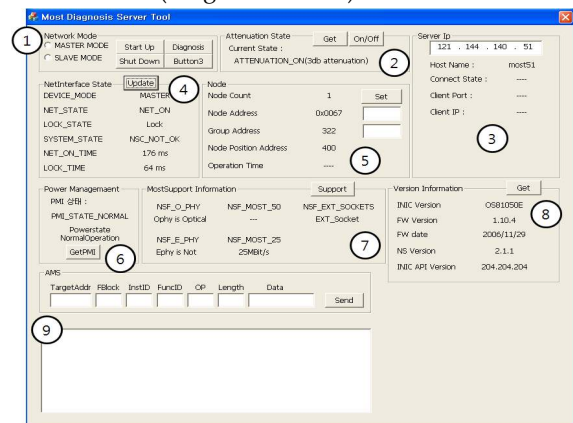 Most Diagnosis Server Tool
1
Network Mode
MASTER MODE
SLAVE MODE
Start Up
Diagnosis
Shut Down
Button3
Attenuation State
Get
On/Off
Current State :
ATTENUATION_ON(3db attenuation)
2
Server Ip
121 . 144 . 140 . 51
Host Name : most51
Connect State : ----
Client Port : ----
Client IP : ----
3
NetInterface State
Update
4
DEVICE_MODE MASTER
NET_STATE NET_ON
LOCK_STATE Lock
SYSTEM_STATE NSC_NOT_OK
NET_ON_TIME 176 ms
LOCK_TIME 64 ms
Node
Node Count 1
Set
Node Address 0x0067
Group Address 322
Node Position Address 400
Operation Time ----
5
Power Managemaent
PMI 상태 :
PMI_STATE_NORMAL
Powerstate
NormalOperation
GetPMI
6
MostSupport Information
Support
NSF_O_PHY NSF_MOST_50 NSF_EXT_SOCKETS
Ophy is Optical --- EXT_Socket
NSF_E_PHY NSF_MOST_25
Ephy is Not 25MBit/s
7
Version Information
Get
INIC Version OS81050E
FW Version 1.10.4
FW date 2006/11/29
NS Version 2.1.1
INIC API Version 204.204.204
8
AMS
TargetAddr FBlock InstID FuncID OP Length Data
Send
9